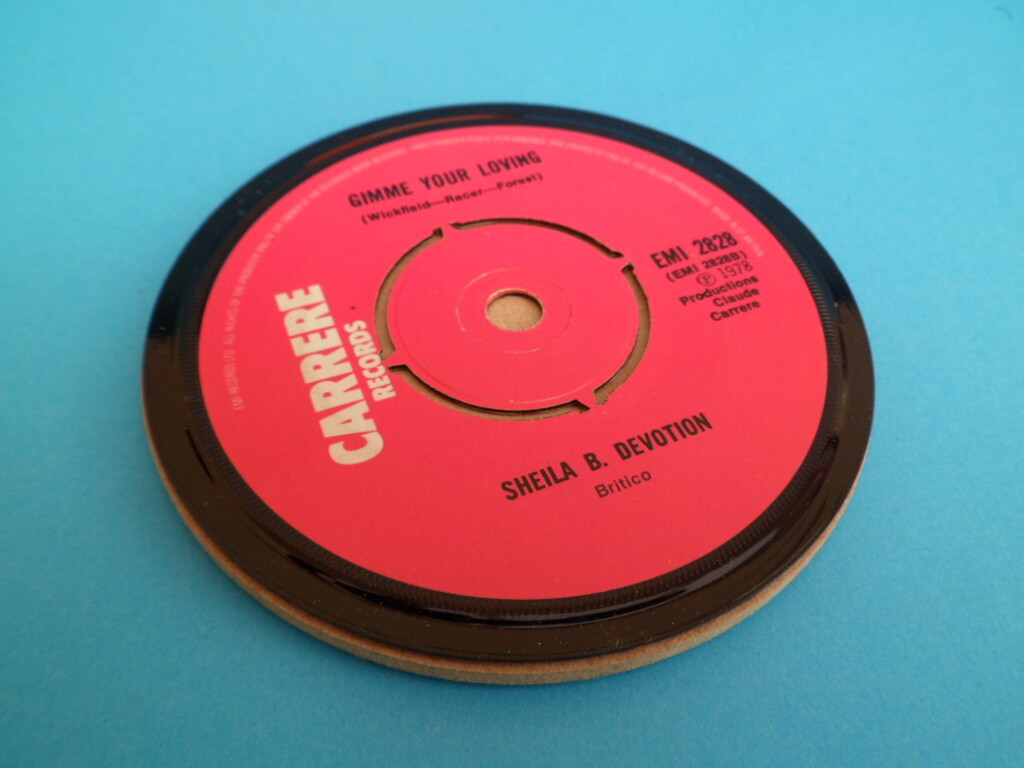 GIMME YOUR LOVING
(Wickfield—Racer—Forest)
CARRERE
RECORDS
EMI 2828
(EMI 2828B)
Ⓟ 1978
Productions
Claude
Carrere
SHEILA B. DEVOTION
Britico